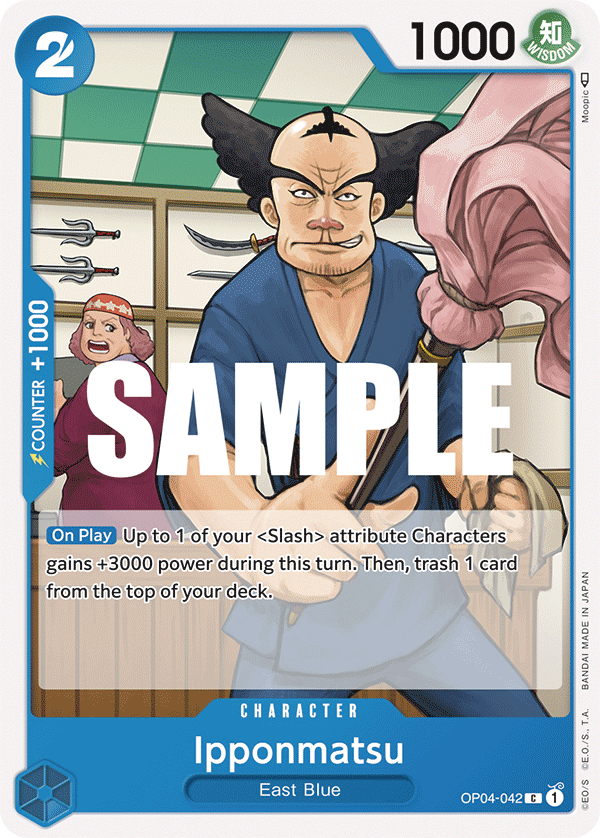 2
1000
知
WISDOM
Moopic
COUNTER +1000
SAMPLE
On Play Up to 1 of your <Slash> attribute Characters
gains +3000 power during this turn. Then, trash 1 card
from the top of your deck.
CHARACTER
Ipponmatsu
East Blue
OP04-042 C 1
©EO/S ©E.O./S., T.A. BANDAI MADE IN JAPAN